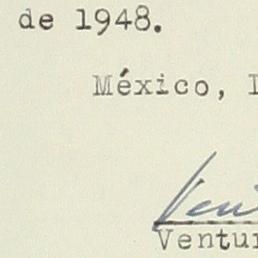 de 1948.
México,
Ventur